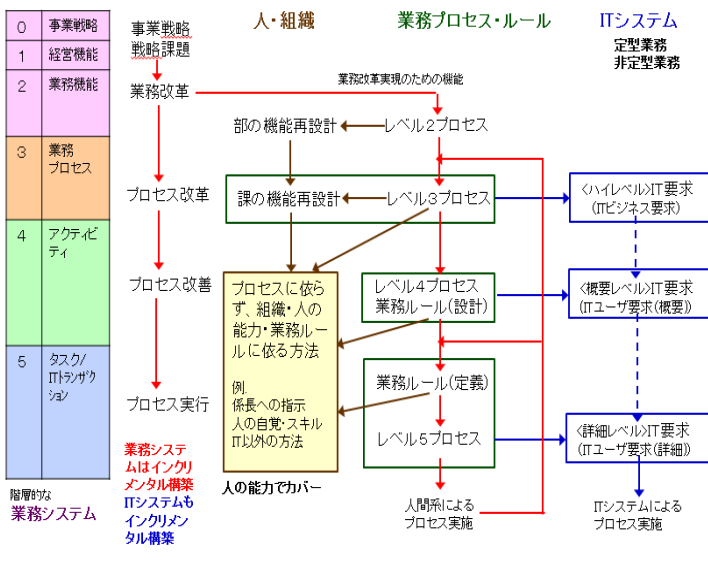 人・組織
業務プロセス・ルール
ITシステム
定型業務
非定型業務
0 事業戦略
1 経営機能
2 業務機能
3 業務
プロセス
4 アクティビ
ティ
5 タスク/
ITトランザク
ション
階層的な
業務システム
事業戦略
戦略課題
業務改革
プロセス改革
プロセス改善
プロセス実行
業務システ
ムはインクリ
メンタル構築
ITシステムも
インクリメン
タル構築
業務改革実現のための機能
部の機能再設計
レベル2プロセス
課の機能再設計
レベル3プロセス
プロセスに依ら
ず、組織・人の
能力・業務ルー
ルに依る方法
例.
係長への指示
人の自覚・スキル
IT以外の方法
人の能力でカバー
レベル4プロセス
業務ルール(設計)
業務ルール(定義)
レベル5プロセス
人間系による
プロセス実施
〈ハイレベル〉IT要求
(ITビジネス要求)
〈概要レベル〉IT要求
(ITユーザ要求(概要))
〈詳細レベル〉IT要求
(ITユーザ要求(詳細))
ITシステムによる
プロセス実施